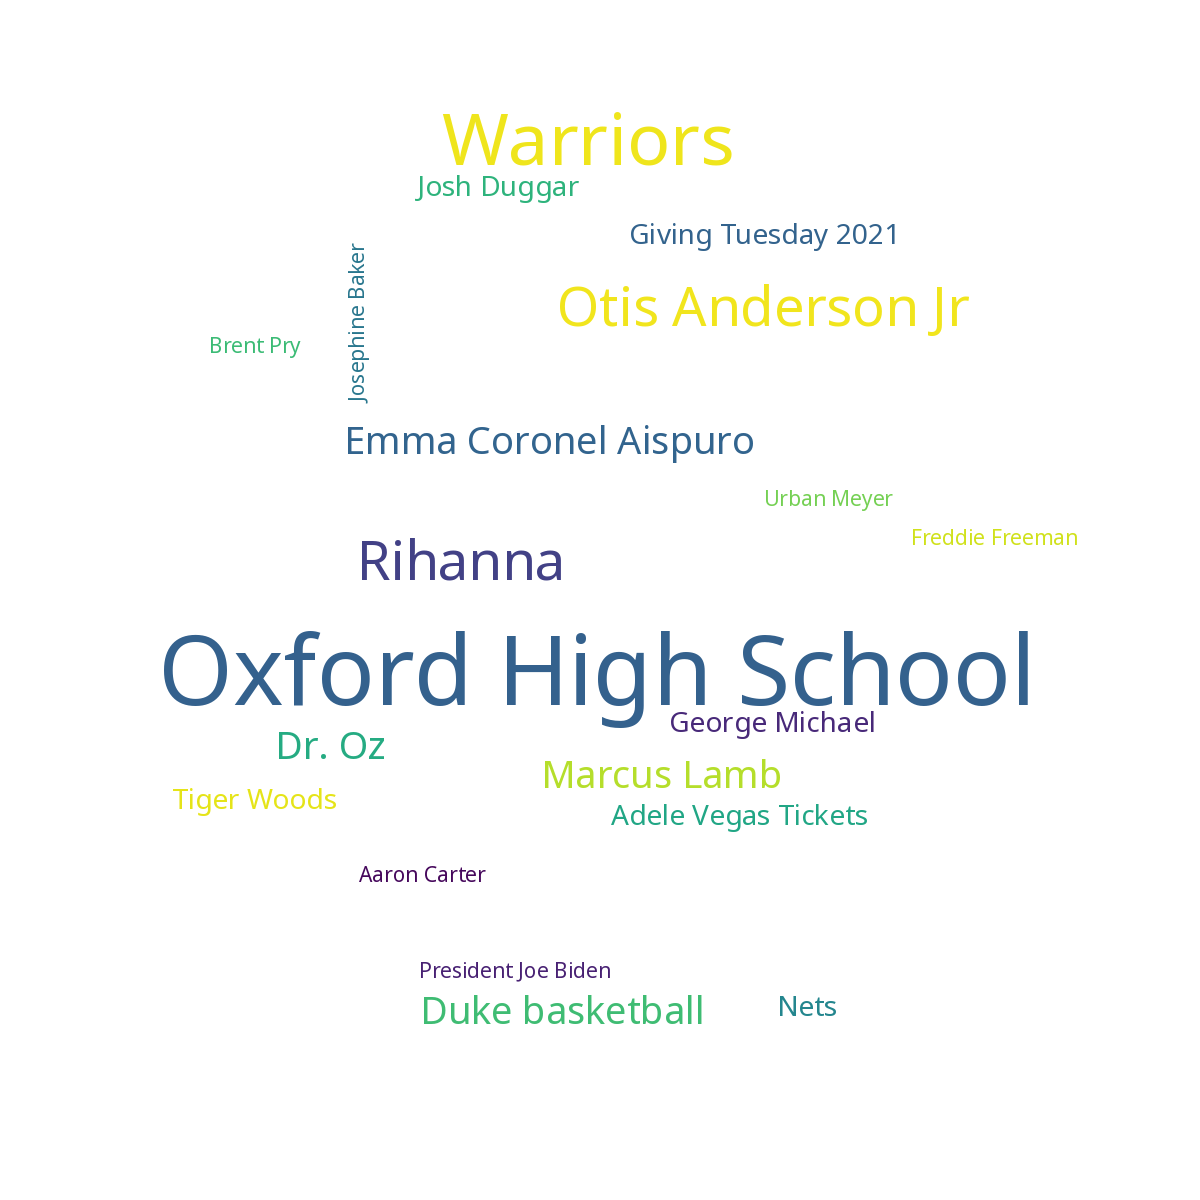 Warriors
Josh Duggar
Giving Tuesday 2021
Josephine Baker
Otis Anderson Jr
Brent Pry
Emma Coronel Aispuro
Urban Meyer
Freddie Freeman
Rihanna
Oxford High School
George Michael
Dr. Oz
Marcus Lamb
Tiger Woods
Adele Vegas Tickets
Aaron Carter
President Joe Biden
Duke basketball
Nets